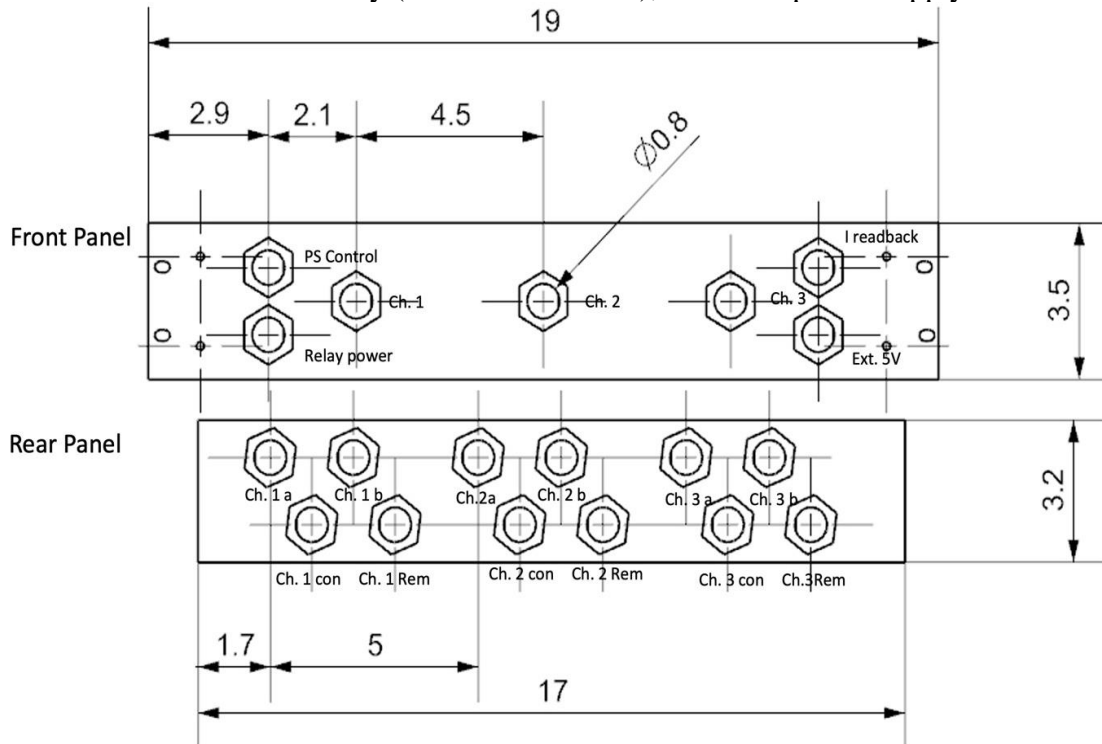 19
2.9
2.1
4.5
Ø0.8
Front Panel
PS Control
I readback
Ch. 1
Ch. 2
Ch. 3
Relay power
Ext. 5V
3.5
Rear Panel
Ch. 1 a
Ch. 1 b
Ch.2a
Ch. 2 b
Ch. 3 a
Ch. 3 b
Ch. 1 con
Ch. 1 Rem
Ch. 2 con
Ch. 2 Rem
Ch. 3 con
Ch.3Rem
3.2
1.7
5
17